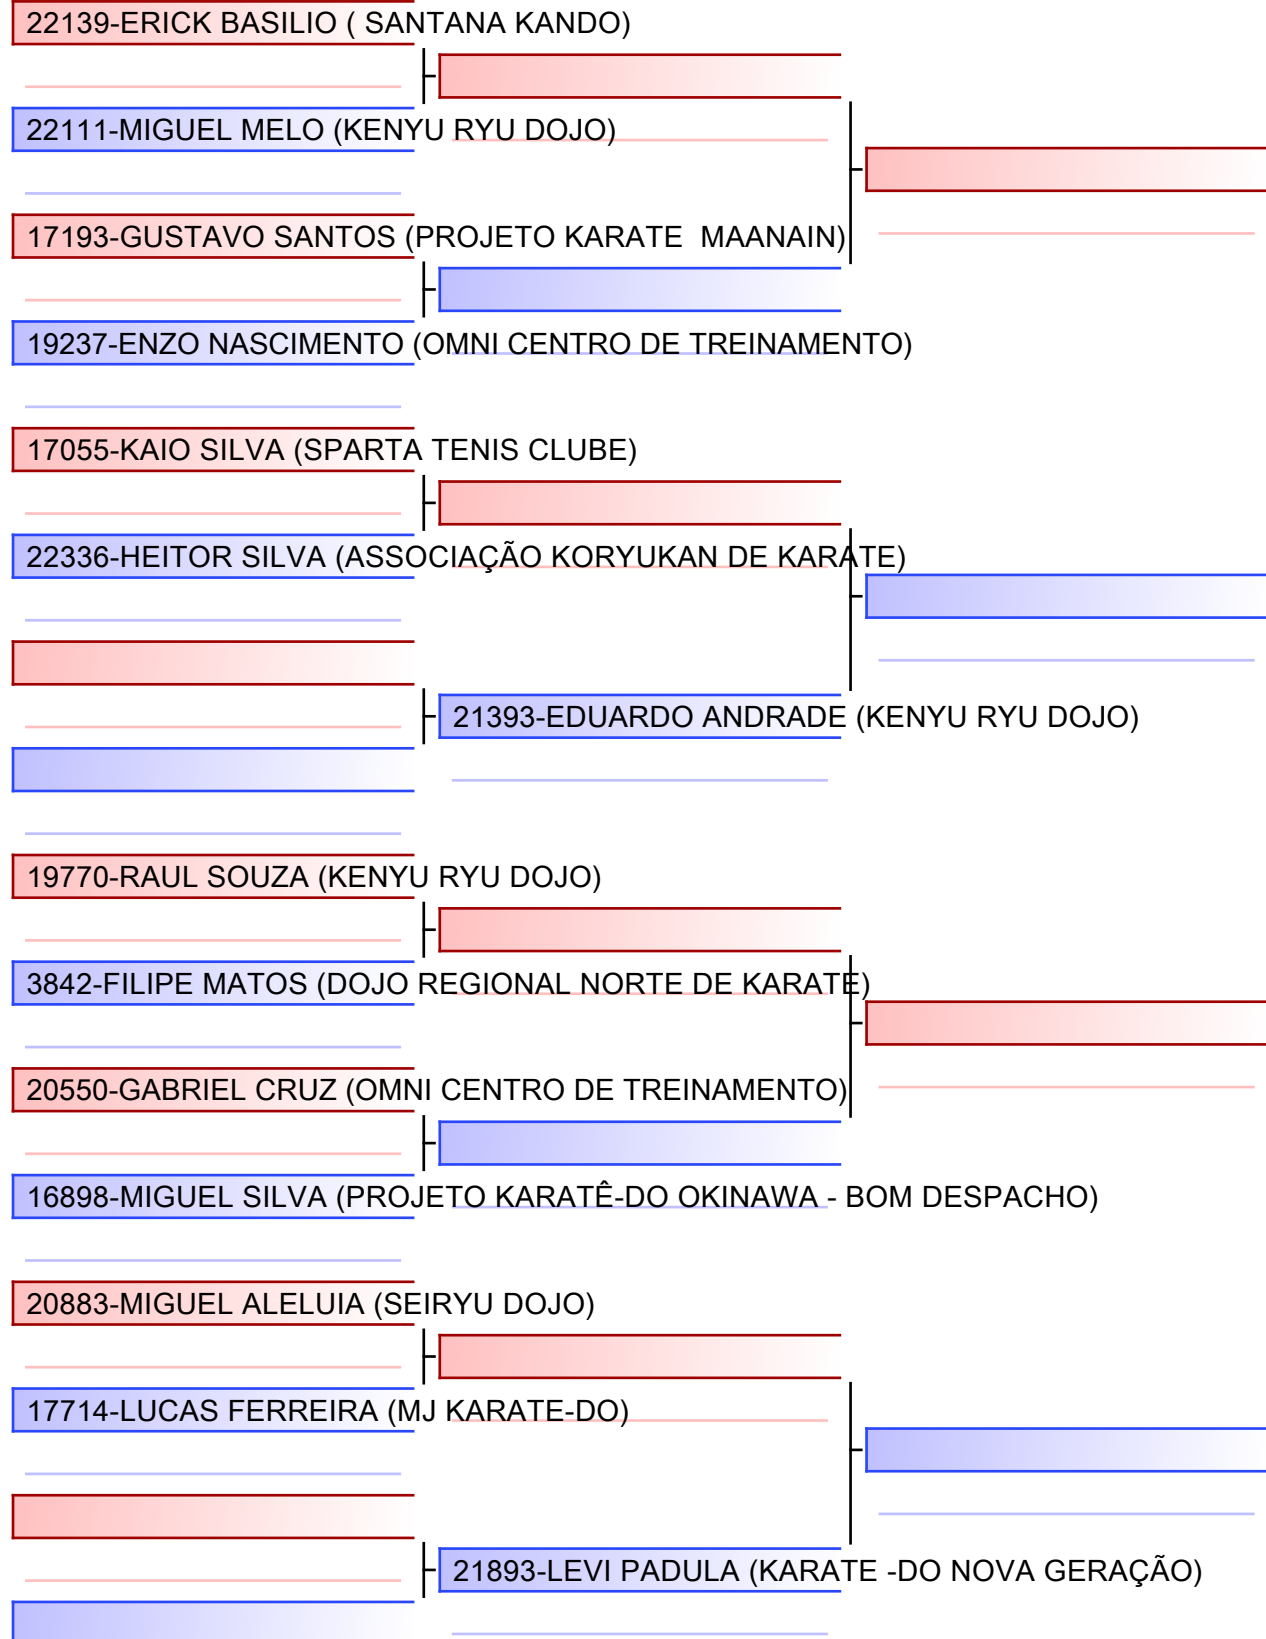 22139-ERICK BASILIO ( SANTANA KANDO)
22111-MIGUEL MELO (KENYU RYU DOJO)
17193-GUSTAVO SANTOS (PROJETO KARATE  MAANAIN)
19237-ENZO NASCIMENTO (OMNI CENTRO DE TREINAMENTO)
17055-KAIO SILVA (SPARTA TENIS CLUBE)
22336-HEITOR SILVA (ASSOCIAÇÃO KORYUKAN DE KARATE)
21393-EDUARDO ANDRADE (KENYU RYU DOJO)
19770-RAUL SOUZA (KENYU RYU DOJO)
3842-FILIPE MATOS (DOJO REGIONAL NORTE DE KARATE)
20550-GABRIEL CRUZ (OMNI CENTRO DE TREINAMENTO)
16898-MIGUEL SILVA (PROJETO KARATÊ-DO OKINAWA - BOM DESPACHO)
20883-MIGUEL ALELUIA (SEIRYU DOJO)
17714-LUCAS FERREIRA (MJ KARATE-DO)
21893-LEVI PADULA (KARATE -DO NOVA GERAÇÃO)